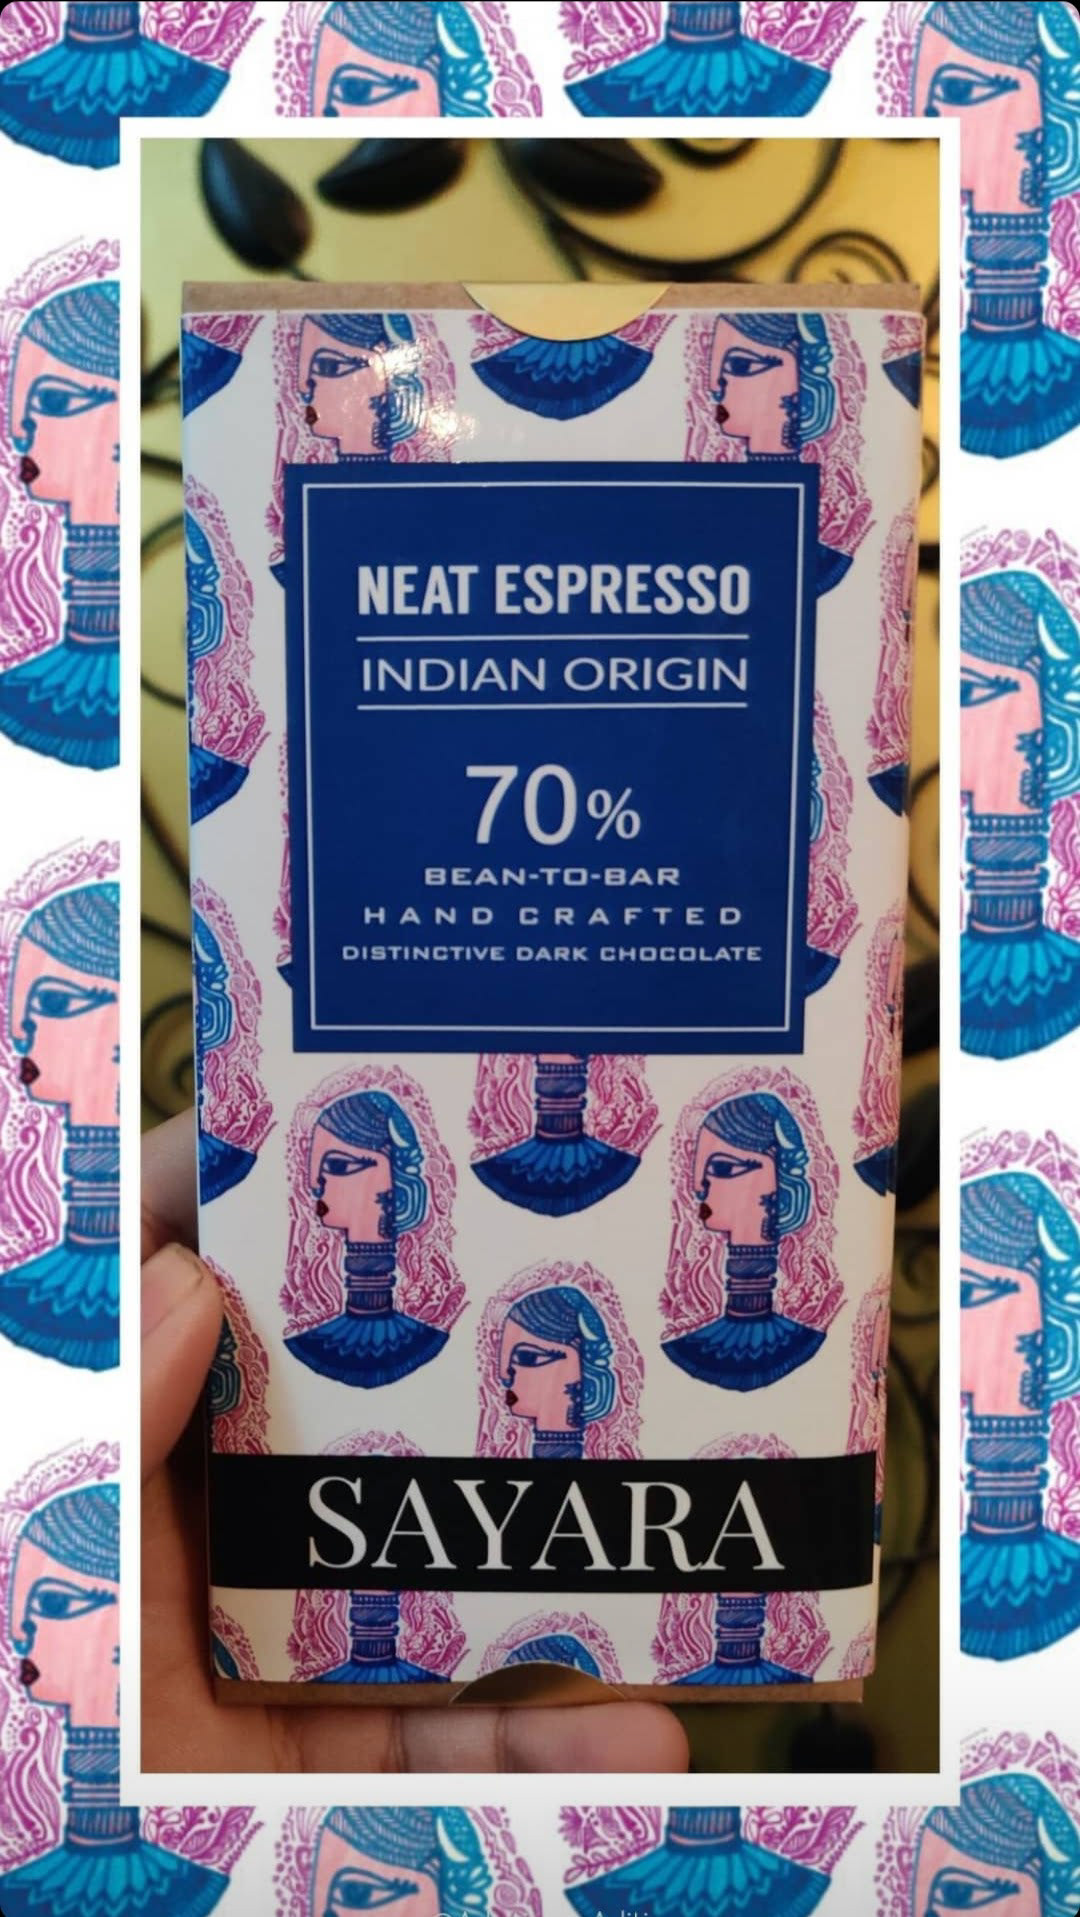 NEAT ESPRESSO
INDIAN ORIGIN
70%
BEAN-TO-BAR
HAND CRAFTED
DISTINCTIVE DARK CHOCOLATE
SAYARA